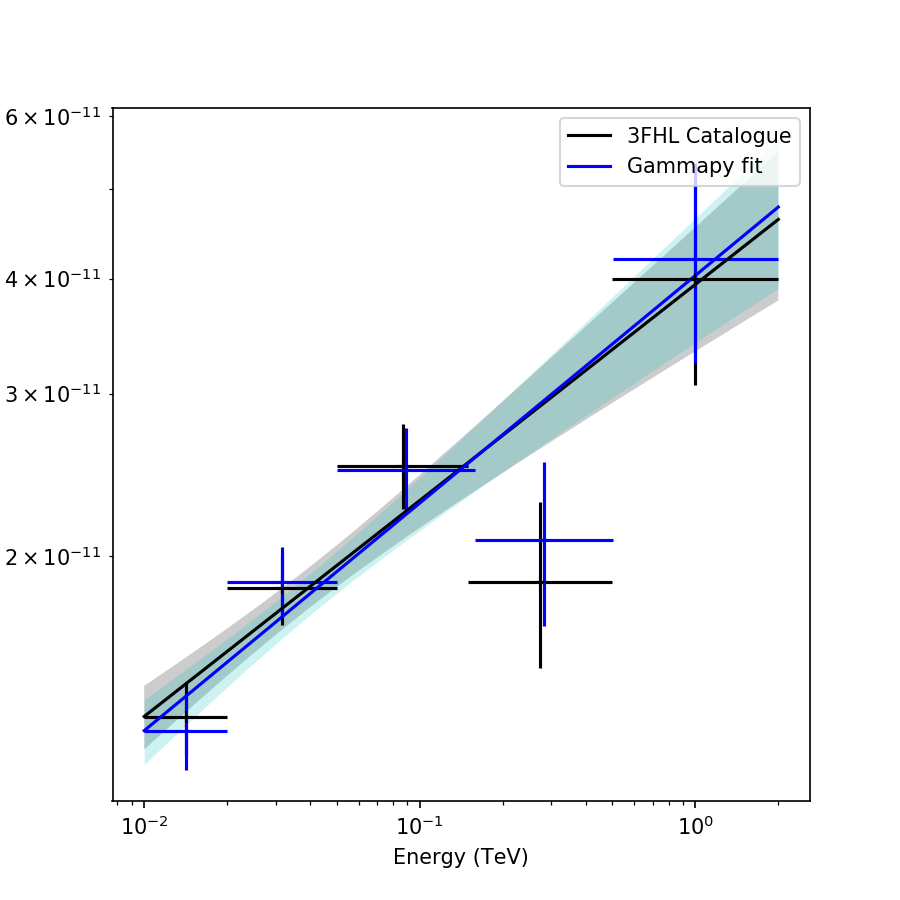 6 × 10⁻¹¹
3FHL Catalogue
Gammapy fit
4 × 10⁻¹¹
3 × 10⁻¹¹
2 × 10⁻¹¹
10⁻² 10⁻¹ 10⁰
Energy (TeV)